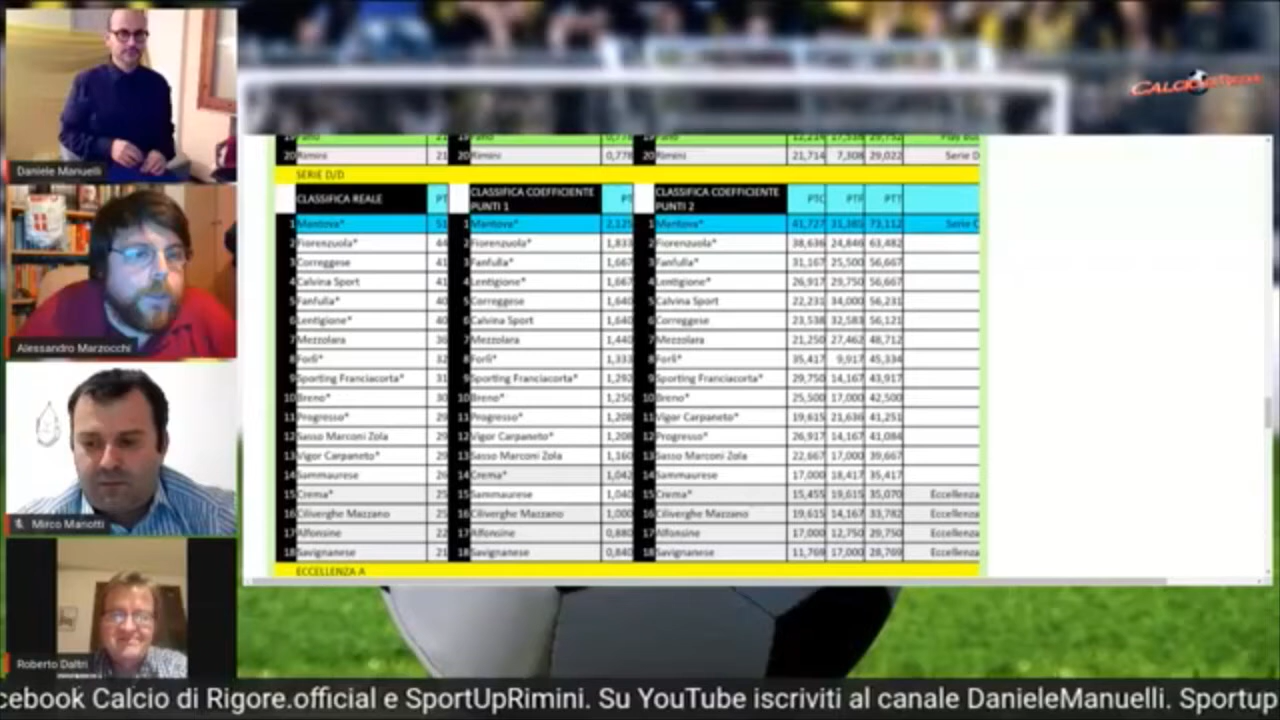 CALCIO
Daniele Manuelli
Alessandro Marzocchi
Mirco Manotti
Roberto Daltri
20 Rimini 21 20 Rimini 0,778 20 Rimini 21,714 7,308 29,022 Serie D
SERIE D/D
CLASSIFICA REALE PT CLASSIFICA COEFFICIENTE PUNTI 1 PT CLASSIFICA COEFFICIENTE PUNTI 2 PTC PTF PTT
1 Mantova* 51 1 Mantova* 2,125 1 Mantova* 41,727 31,385 73,112 Serie C
2 Fiorenzuola* 44 2 Fiorenzuola* 1,833 2 Fiorenzuola* 38,636 24,846 63,482
3 Correggese 41 3 Fanfulla* 1,667 3 Fanfulla* 31,167 25,500 56,667
4 Calvina Sport 41 4 Lentigione* 1,667 4 Lentigione* 26,917 29,750 56,667
5 Fanfulla* 40 5 Correggese 1,640 5 Calvina Sport 22,231 34,000 56,231
6 Lentigione* 40 6 Calvina Sport 1,640 6 Correggese 23,538 32,583 56,121
7 Mezzolara 36 7 Mezzolara 1,440 7 Mezzolara 21,250 27,462 48,712
8 Forlì* 32 8 Forlì* 1,333 8 Forlì* 35,417 9,917 45,334
9 Sporting Franciacorta* 31 9 Sporting Franciacorta* 1,292 9 Sporting Franciacorta* 29,750 14,167 43,917
10 Breno* 30 10 Breno* 1,250 10 Breno* 25,500 17,000 42,500
11 Progresso* 29 11 Progresso* 1,208 11 Vigor Carpaneto* 19,615 21,636 41,251
12 Sasso Marconi Zola 29 12 Vigor Carpaneto* 1,208 12 Progresso* 26,917 14,167 41,084
13 Vigor Carpaneto* 29 13 Sasso Marconi Zola 1,160 13 Sasso Marconi Zola 22,667 17,000 39,667
14 Sammaurese 26 14 Crema* 1,042 14 Sammaurese 17,000 18,417 35,417
15 Crema* 25 15 Sammaurese 1,040 15 Crema* 15,455 19,615 35,070 Eccellenza
16 Ciliverghe Mazzano 25 16 Ciliverghe Mazzano 1,000 16 Ciliverghe Mazzano 19,615 14,167 33,782 Eccellenza
17 Alfonsine 22 17 Alfonsine 0,880 17 Alfonsine 17,000 12,750 29,750 Eccellenza
18 Savignanese 21 18 Savignanese 0,840 18 Savignanese 11,769 17,000 28,769 Eccellenza
ECCELLENZA A
cebook Calcio di Rigore.official e SportUpRimini. Su YouTube iscriviti al canale DanieleManuelli. Sportup